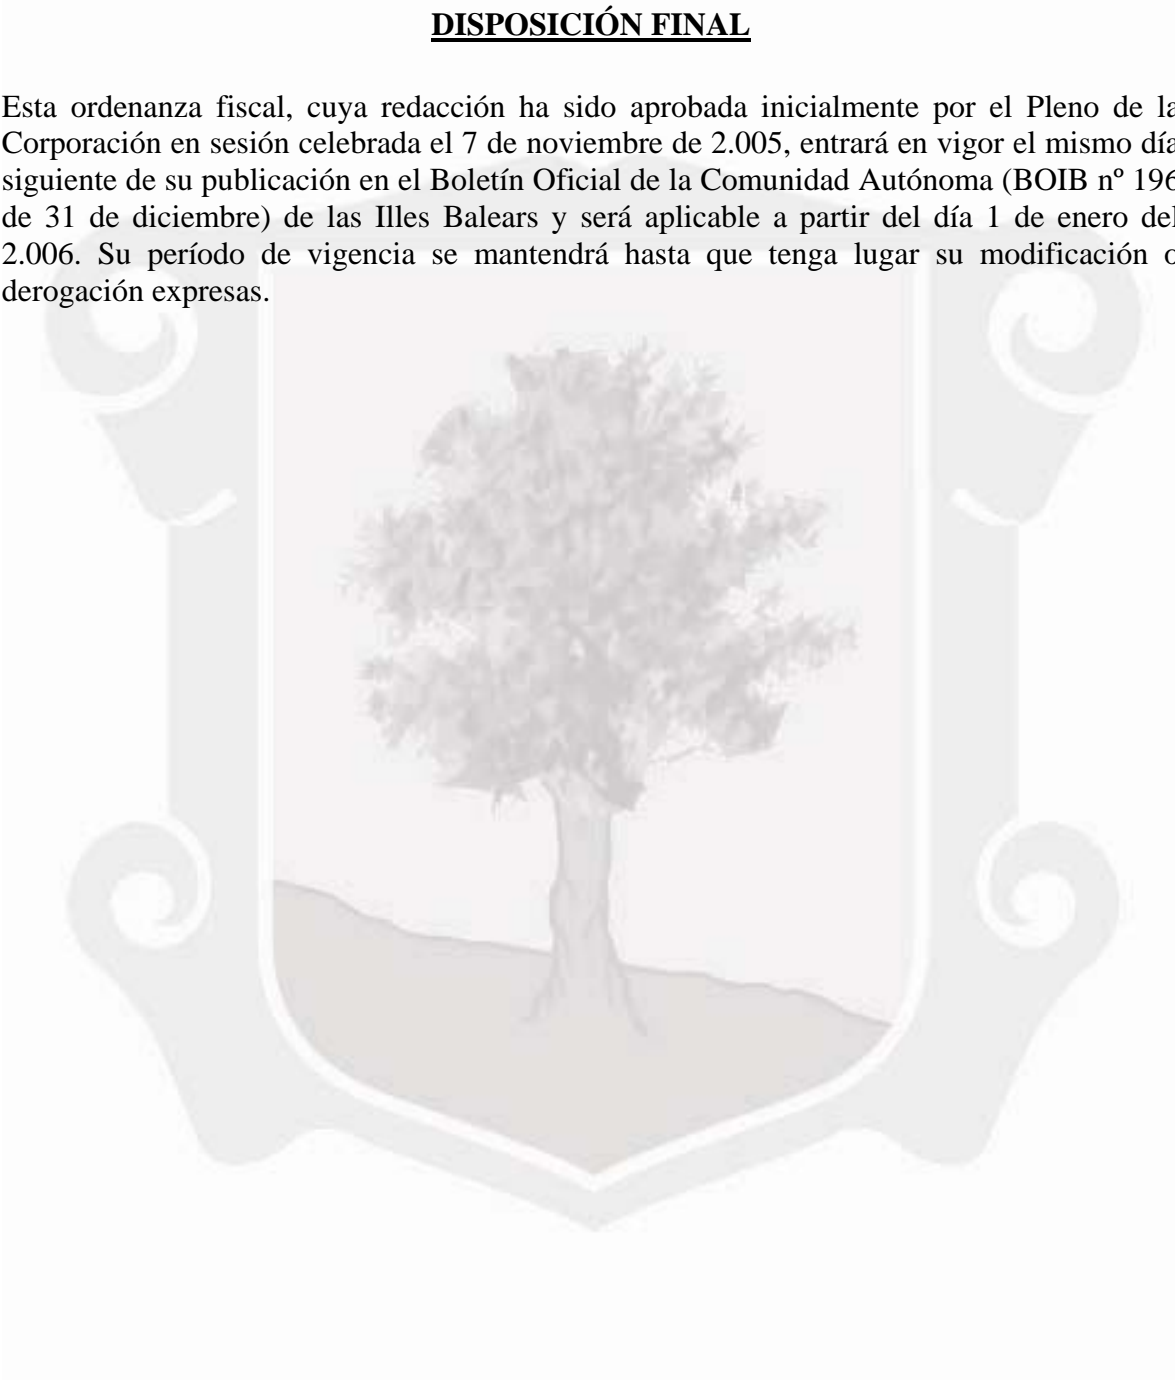 DISPOSICIÓN FINAL
Esta ordenanza fiscal, cuya redacción ha sido aprobada inicialmente por el Pleno de la
Corporación en sesión celebrada el 7 de noviembre de 2.005, entrará en vigor el mismo día
siguiente de su publicación en el Boletín Oficial de la Comunidad Autónoma (BOIB nº 196
de 31 de diciembre) de las Illes Balears y será aplicable a partir del día 1 de enero del
2.006. Su período de vigencia se mantendrá hasta que tenga lugar su modificación o
derogación expresas.